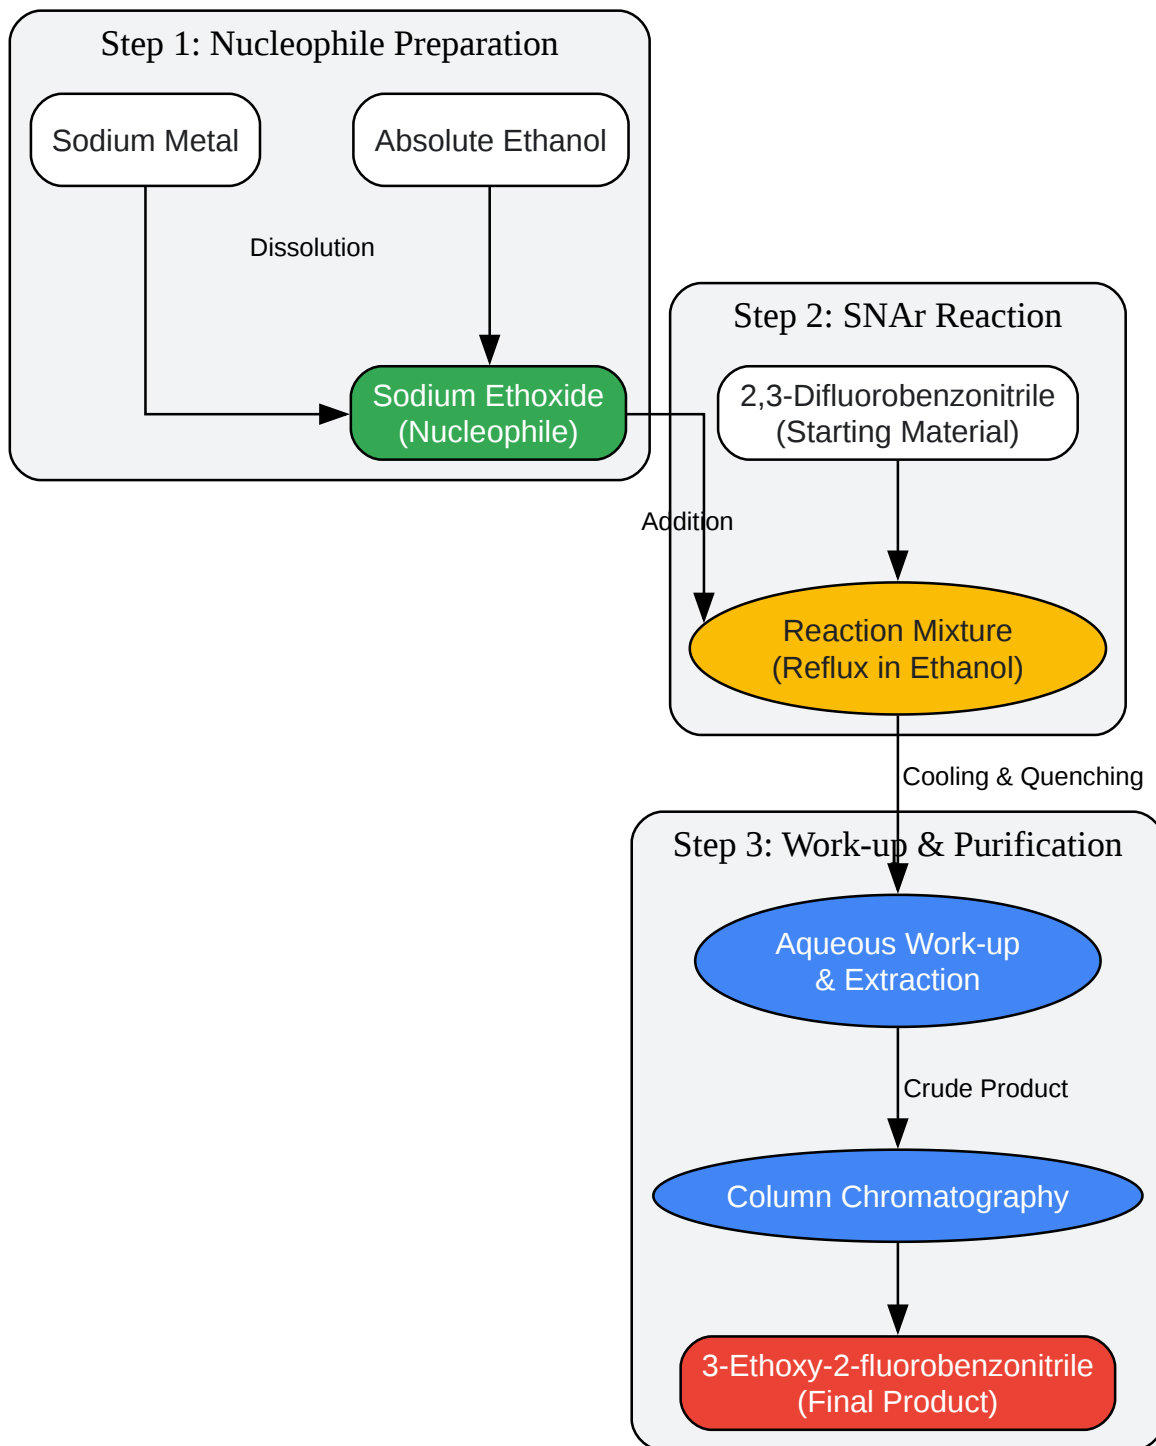 Step 1: Nucleophile Preparation
Sodium Metal
Absolute Ethanol
Dissolution
Sodium Ethoxide
(Nucleophile)
Step 2: SNAr Reaction
2,3-Difluorobenzonitrile
(Starting Material)
Addition
Reaction Mixture
(Reflux in Ethanol)
Cooling & Quenching
Step 3: Work-up & Purification
Aqueous Work-up
& Extraction
Crude Product
Column Chromatography
3-Ethoxy-2-fluorobenzonitrile
(Final Product)